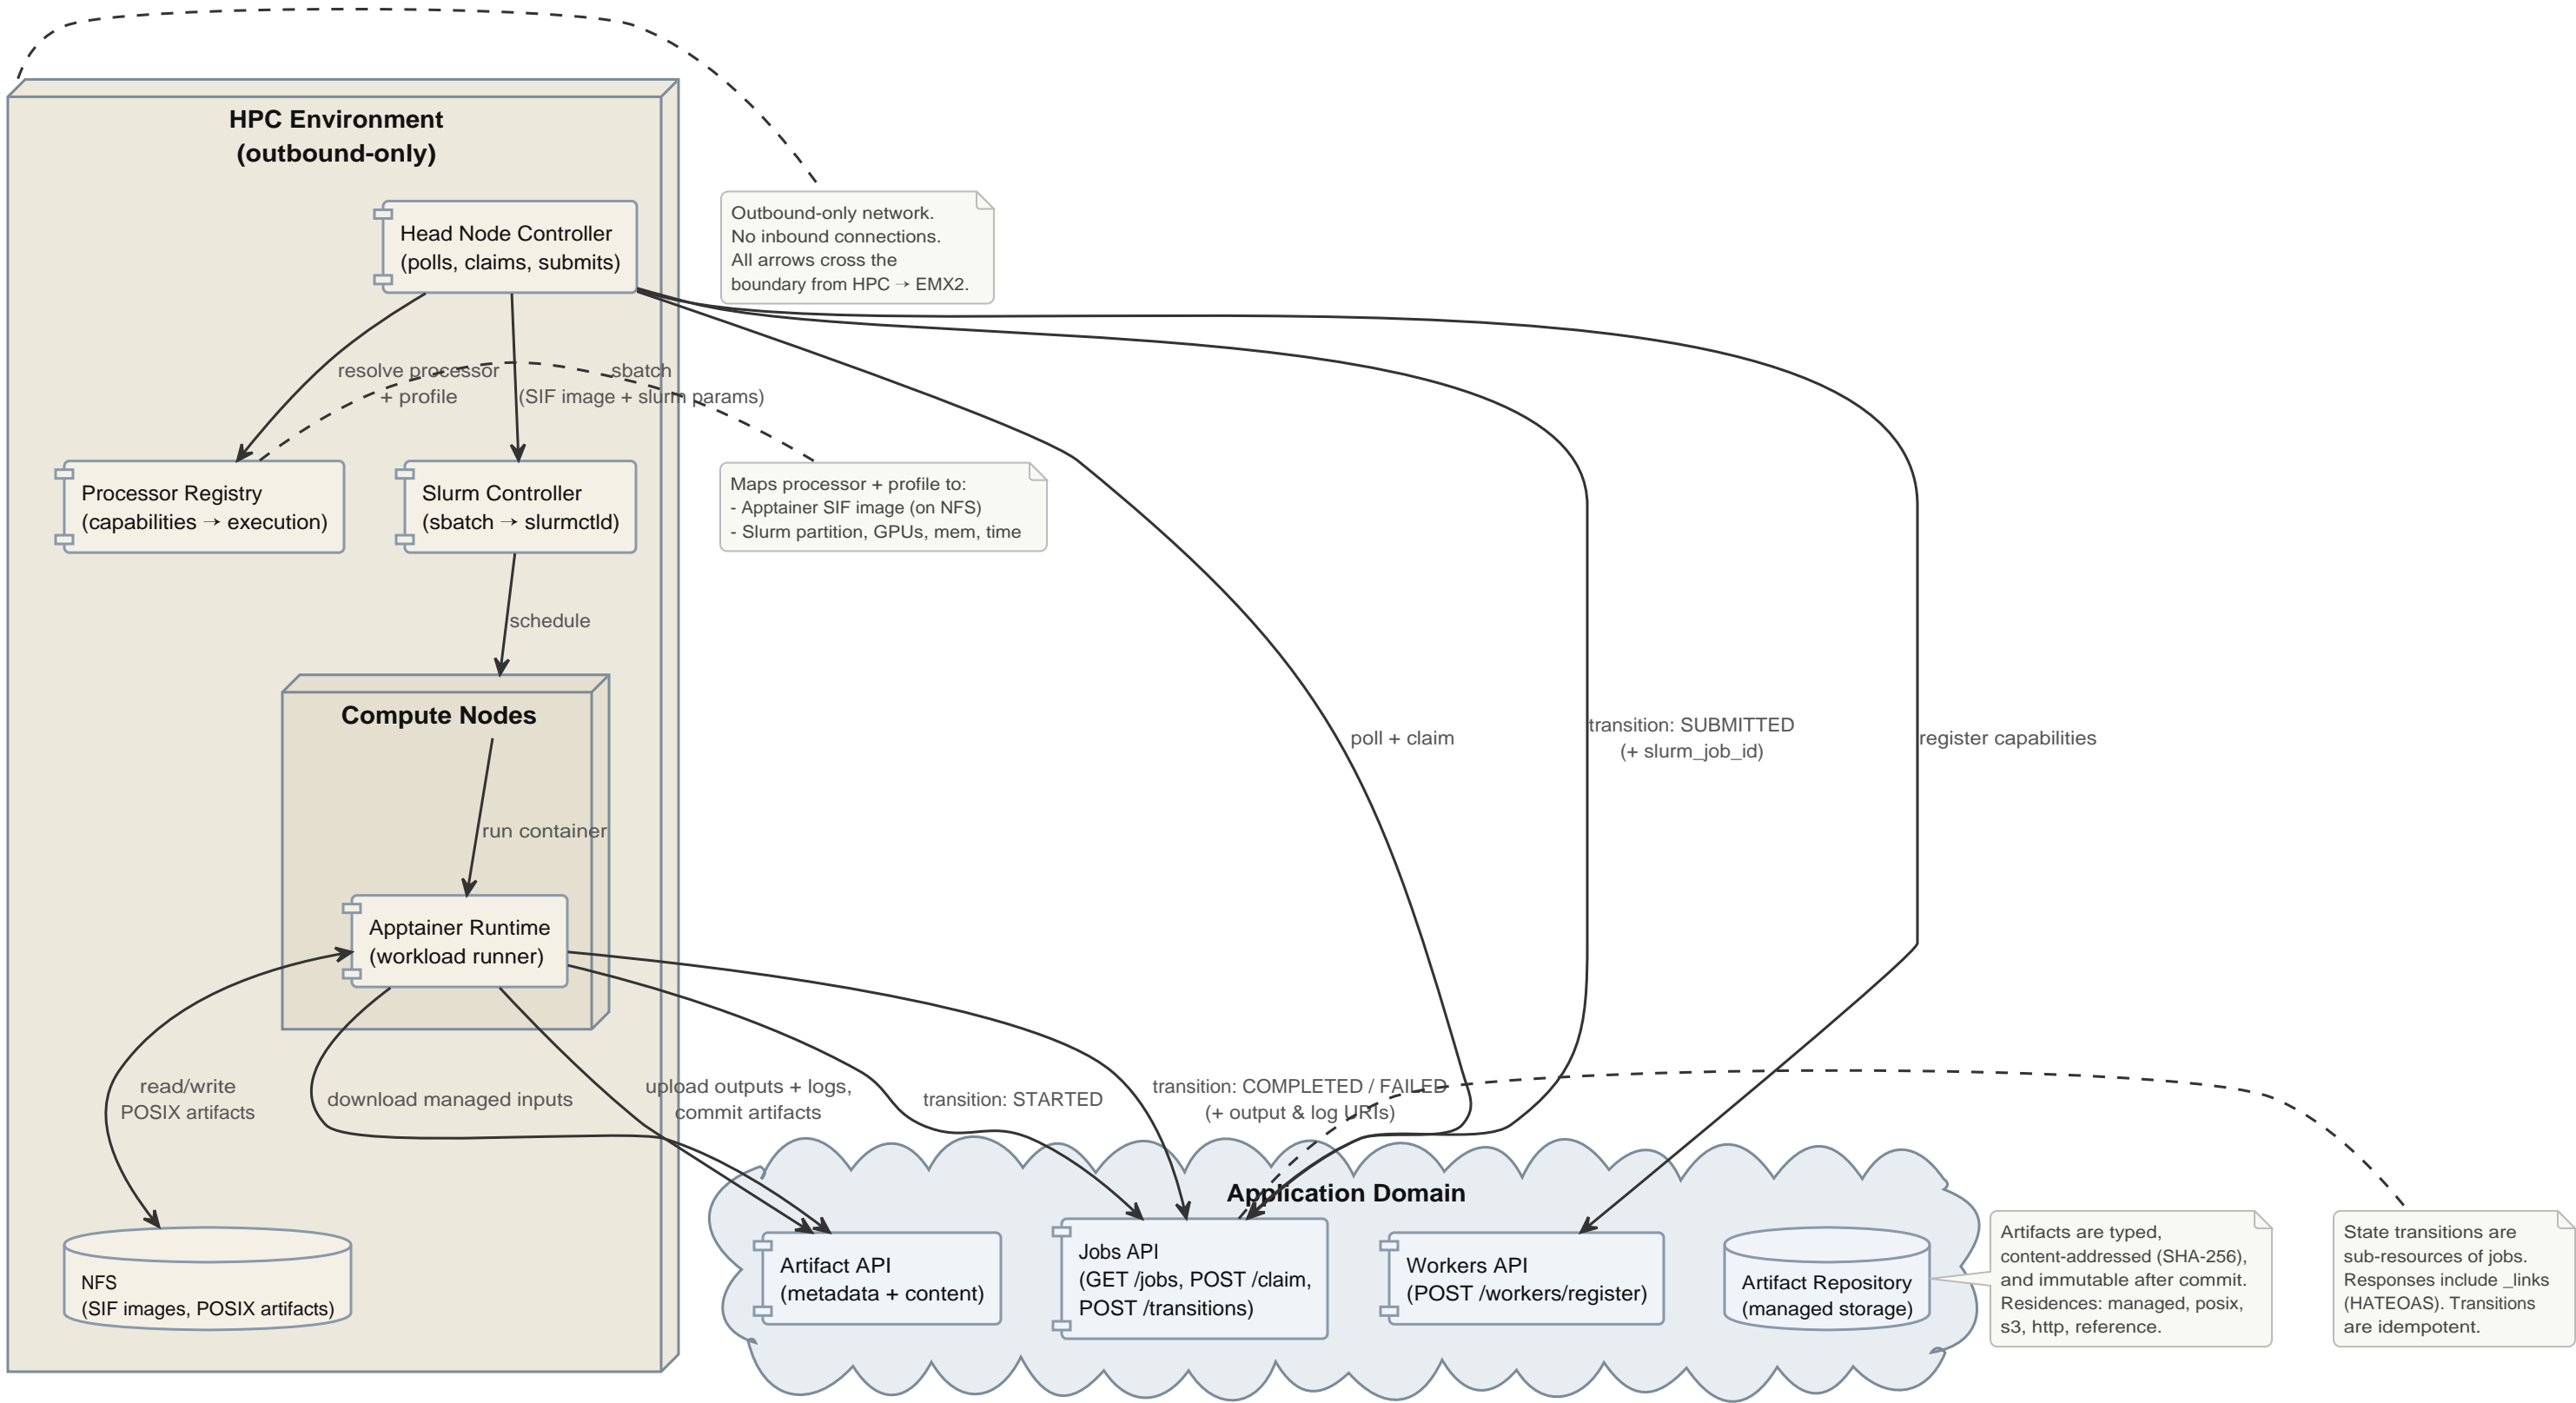 HPC Environment
(outbound-only)
Head Node Controller
(polls, claims, submits)
Outbound-only network.
No inbound connections.
All arrows cross the
boundary from HPC → EMX2.
resolve processor
+ profile
sbatch
(SIF image + slurm params)
Processor Registry
(capabilities → execution)
Slurm Controller
(sbatch → slurmctld)
Maps processor + profile to:
- Apptainer SIF image (on NFS)
- Slurm partition, GPUs, mem, time
schedule
Compute Nodes
poll + claim
transition: SUBMITTED
(+ slurm_job_id)
register capabilities
run container
Apptainer Runtime
(workload runner)
read/write
POSIX artifacts
download managed inputs
upload outputs + logs,
commit artifacts
transition: STARTED
transition: COMPLETED / FAILED
(+ output & log URIs)
Application Domain
NFS
(SIF images, POSIX artifacts)
Artifact API
(metadata + content)
Jobs API
(GET /jobs, POST /claim,
POST /transitions)
Workers API
(POST /workers/register)
Artifact Repository
(managed storage)
Artifacts are typed,
content-addressed (SHA-256),
and immutable after commit.
Residences: managed, posix,
s3, http, reference.
State transitions are
sub-resources of jobs.
Responses include _links
(HATEOAS). Transitions
are idempotent.